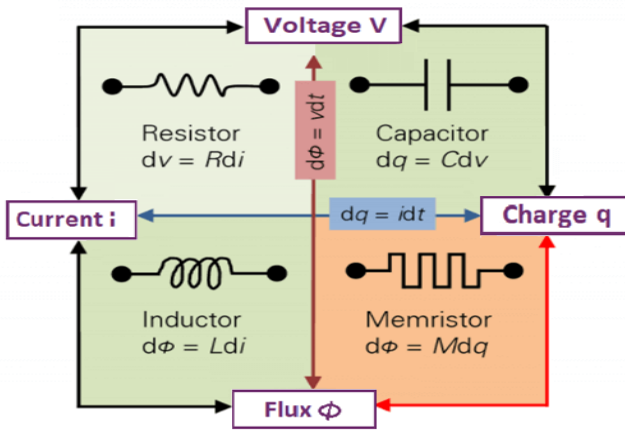 Voltage V
Resistor
dv = Rdi
dΦ = vdt
Capacitor
dq = Cdv
Current i
dq = idt
Charge q
Inductor
dΦ = Ldi
Memristor
dΦ = Mdq
Flux ϕ